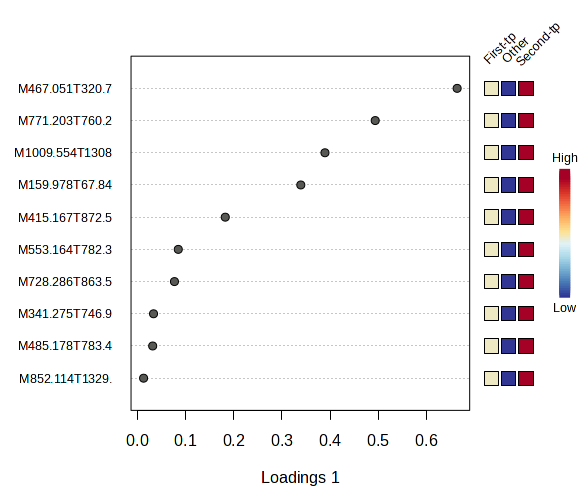 First-tp
Other
Second-tp
M467.051T320.7
M771.203T760.2
M1009.554T1308
M159.978T67.84
M415.167T872.5
M553.164T782.3
M728.286T863.5
M341.275T746.9
M485.178T783.4
M852.114T1329.
High
Low
0.0 0.1 0.2 0.3 0.4 0.5 0.6
Loadings 1